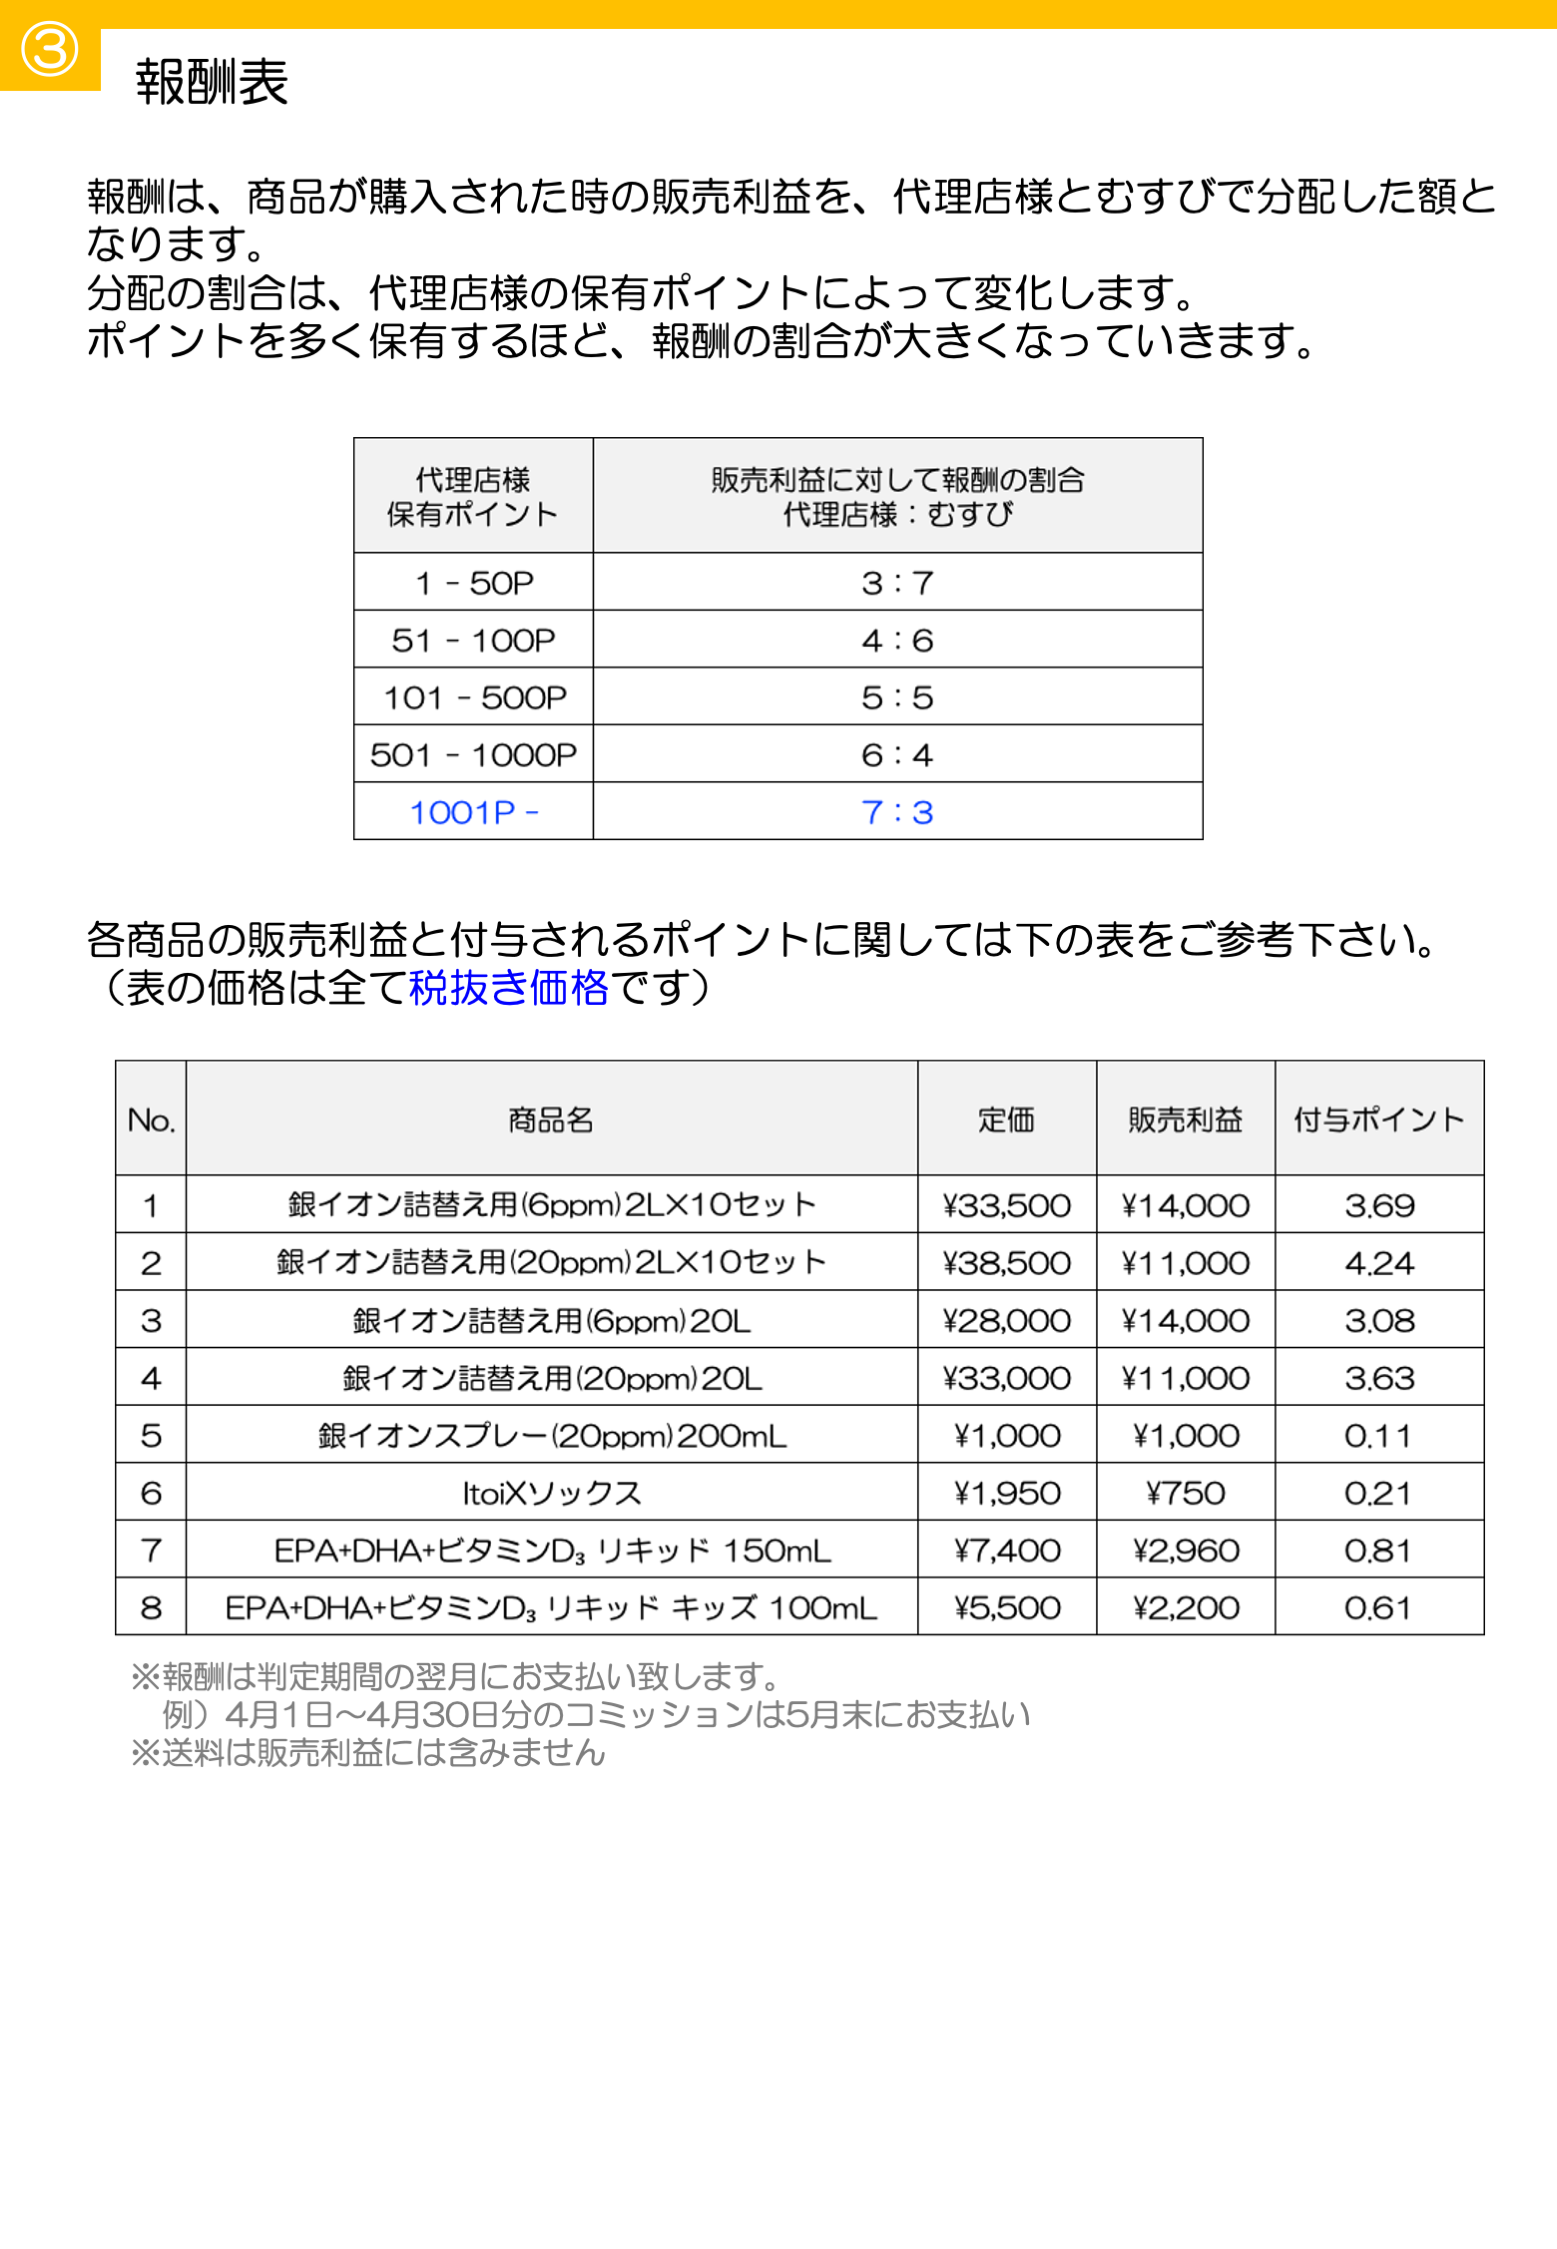 ③
報酬表
報酬は、商品が購入された時の販売利益を、代理店様とむすびで分配した額と
なります。
分配の割合は、代理店様の保有ポイントによって変化します。
ポイントを多く保有するほど、報酬の割合が大きくなっていきます。
代理店様
保有ポイント
販売利益に対して報酬の割合
代理店様：むすび
1 - 50P 3：7
51 - 100P 4：6
101 - 500P 5：5
501 - 1000P 6：4
1001P - 7：3
各商品の販売利益と付与されるポイントに関しては下の表をご参考下さい。
（表の価格は全て税抜き価格です）
No. 商品名 定価 販売利益 付与ポイント
1 銀イオン詰替え用(6ppm)2L×10セット ¥33,500 ¥14,000 3.69
2 銀イオン詰替え用(20ppm)2L×10セット ¥38,500 ¥11,000 4.24
3 銀イオン詰替え用(6ppm)20L ¥28,000 ¥14,000 3.08
4 銀イオン詰替え用(20ppm)20L ¥33,000 ¥11,000 3.63
5 銀イオンスプレー(20ppm)200mL ¥1,000 ¥1,000 0.11
6 ItoiXソックス ¥1,950 ¥750 0.21
7 EPA+DHA+ビタミンD₃ リキッド 150mL ¥7,400 ¥2,960 0.81
8 EPA+DHA+ビタミンD₃ リキッド キッズ 100mL ¥5,500 ¥2,200 0.61
※報酬は判定期間の翌月にお支払い致します。
例）4月1日～4月30日分のコミッションは5月末にお支払い
※送料は販売利益には含みません